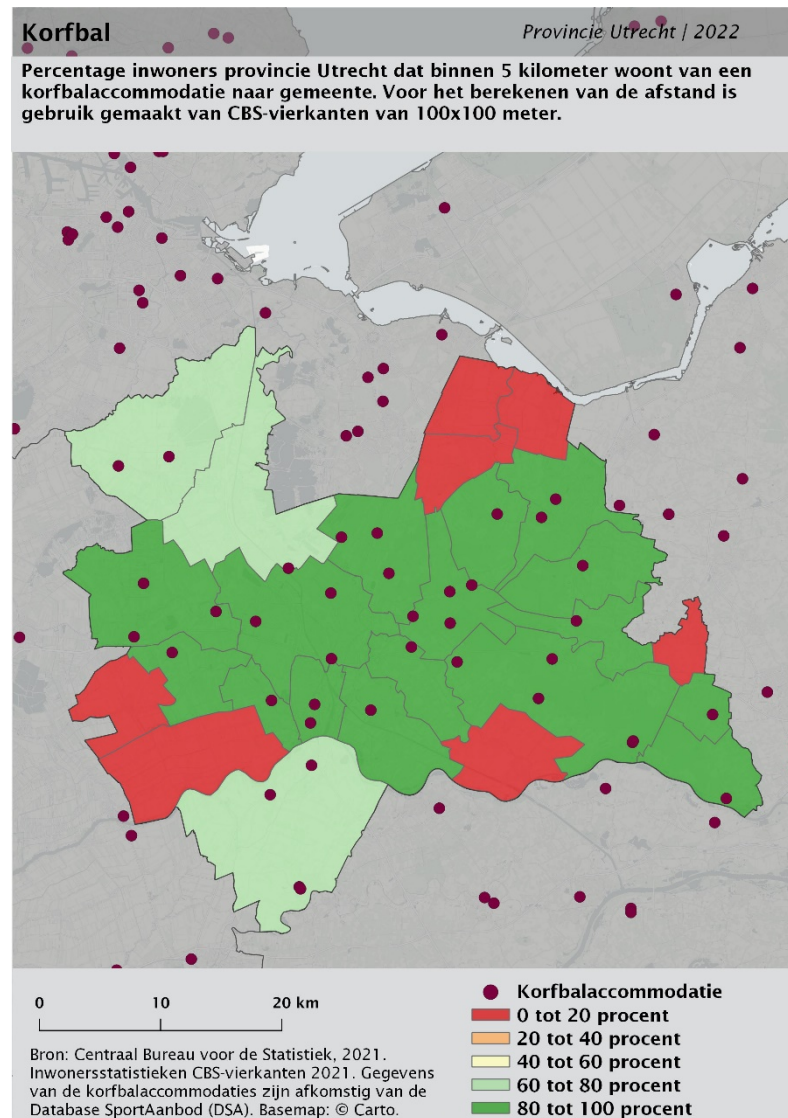 Korfbal
Provincie Utrecht | 2022
Percentage inwoners provincie Utrecht dat binnen 5 kilometer woont van een
korfbalaccommodatie naar gemeente. Voor het berekenen van de afstand is
gebruik gemaakt van CBS-vierkanten van 100x100 meter.
0 10 20 km
Bron: Centraal Bureau voor de Statistiek, 2021.
Inwonersstatistieken CBS-vierkanten 2021. Gegevens
van de korfbalaccommodaties zijn afkomstig van de
Database SportAanbod (DSA). Basemap: © Carto.
Korfbalaccommodatie
0 tot 20 procent
20 tot 40 procent
40 tot 60 procent
60 tot 80 procent
80 tot 100 procent